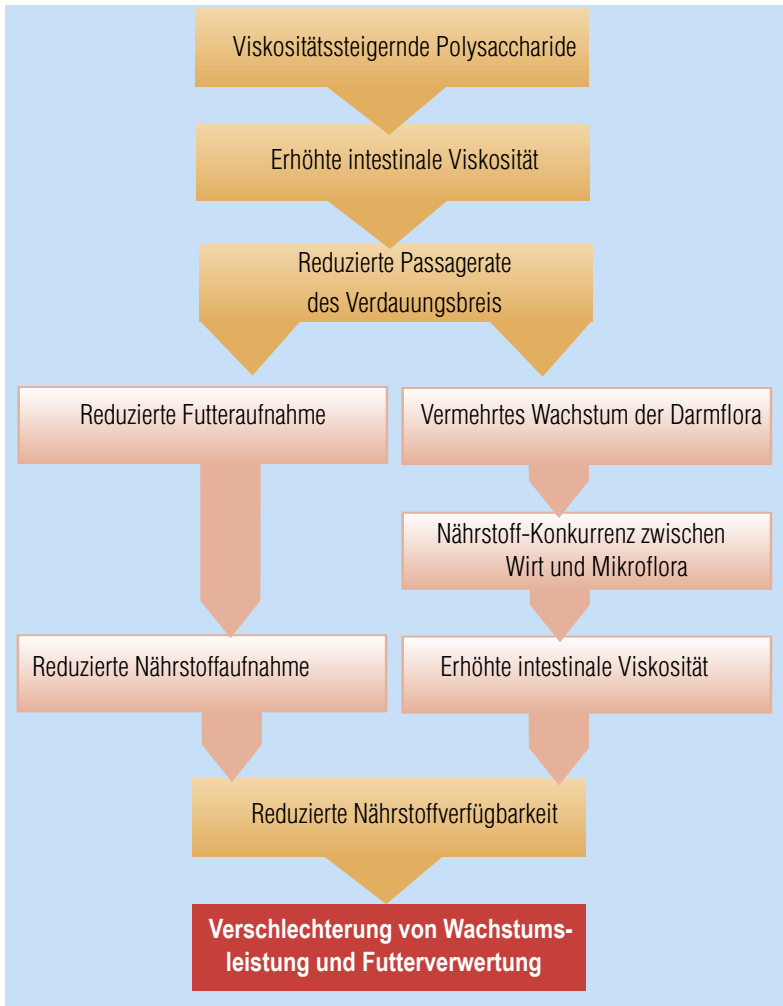 Viskositätssteigernde Polysaccharide
Erhöhte intestinale Viskosität
Reduzierte Passagerate
des Verdauungsbreis
Reduzierte Futteraufnahme
Vermehrtes Wachstum der Darmflora
Nährstoff-Konkurrenz zwischen
Wirt und Mikroflora
Reduzierte Nährstoffaufnahme
Erhöhte intestinale Viskosität
Reduzierte Nährstoffverfügbarkeit
Verschlechterung von Wachstums-
leistung und Futterverwertung